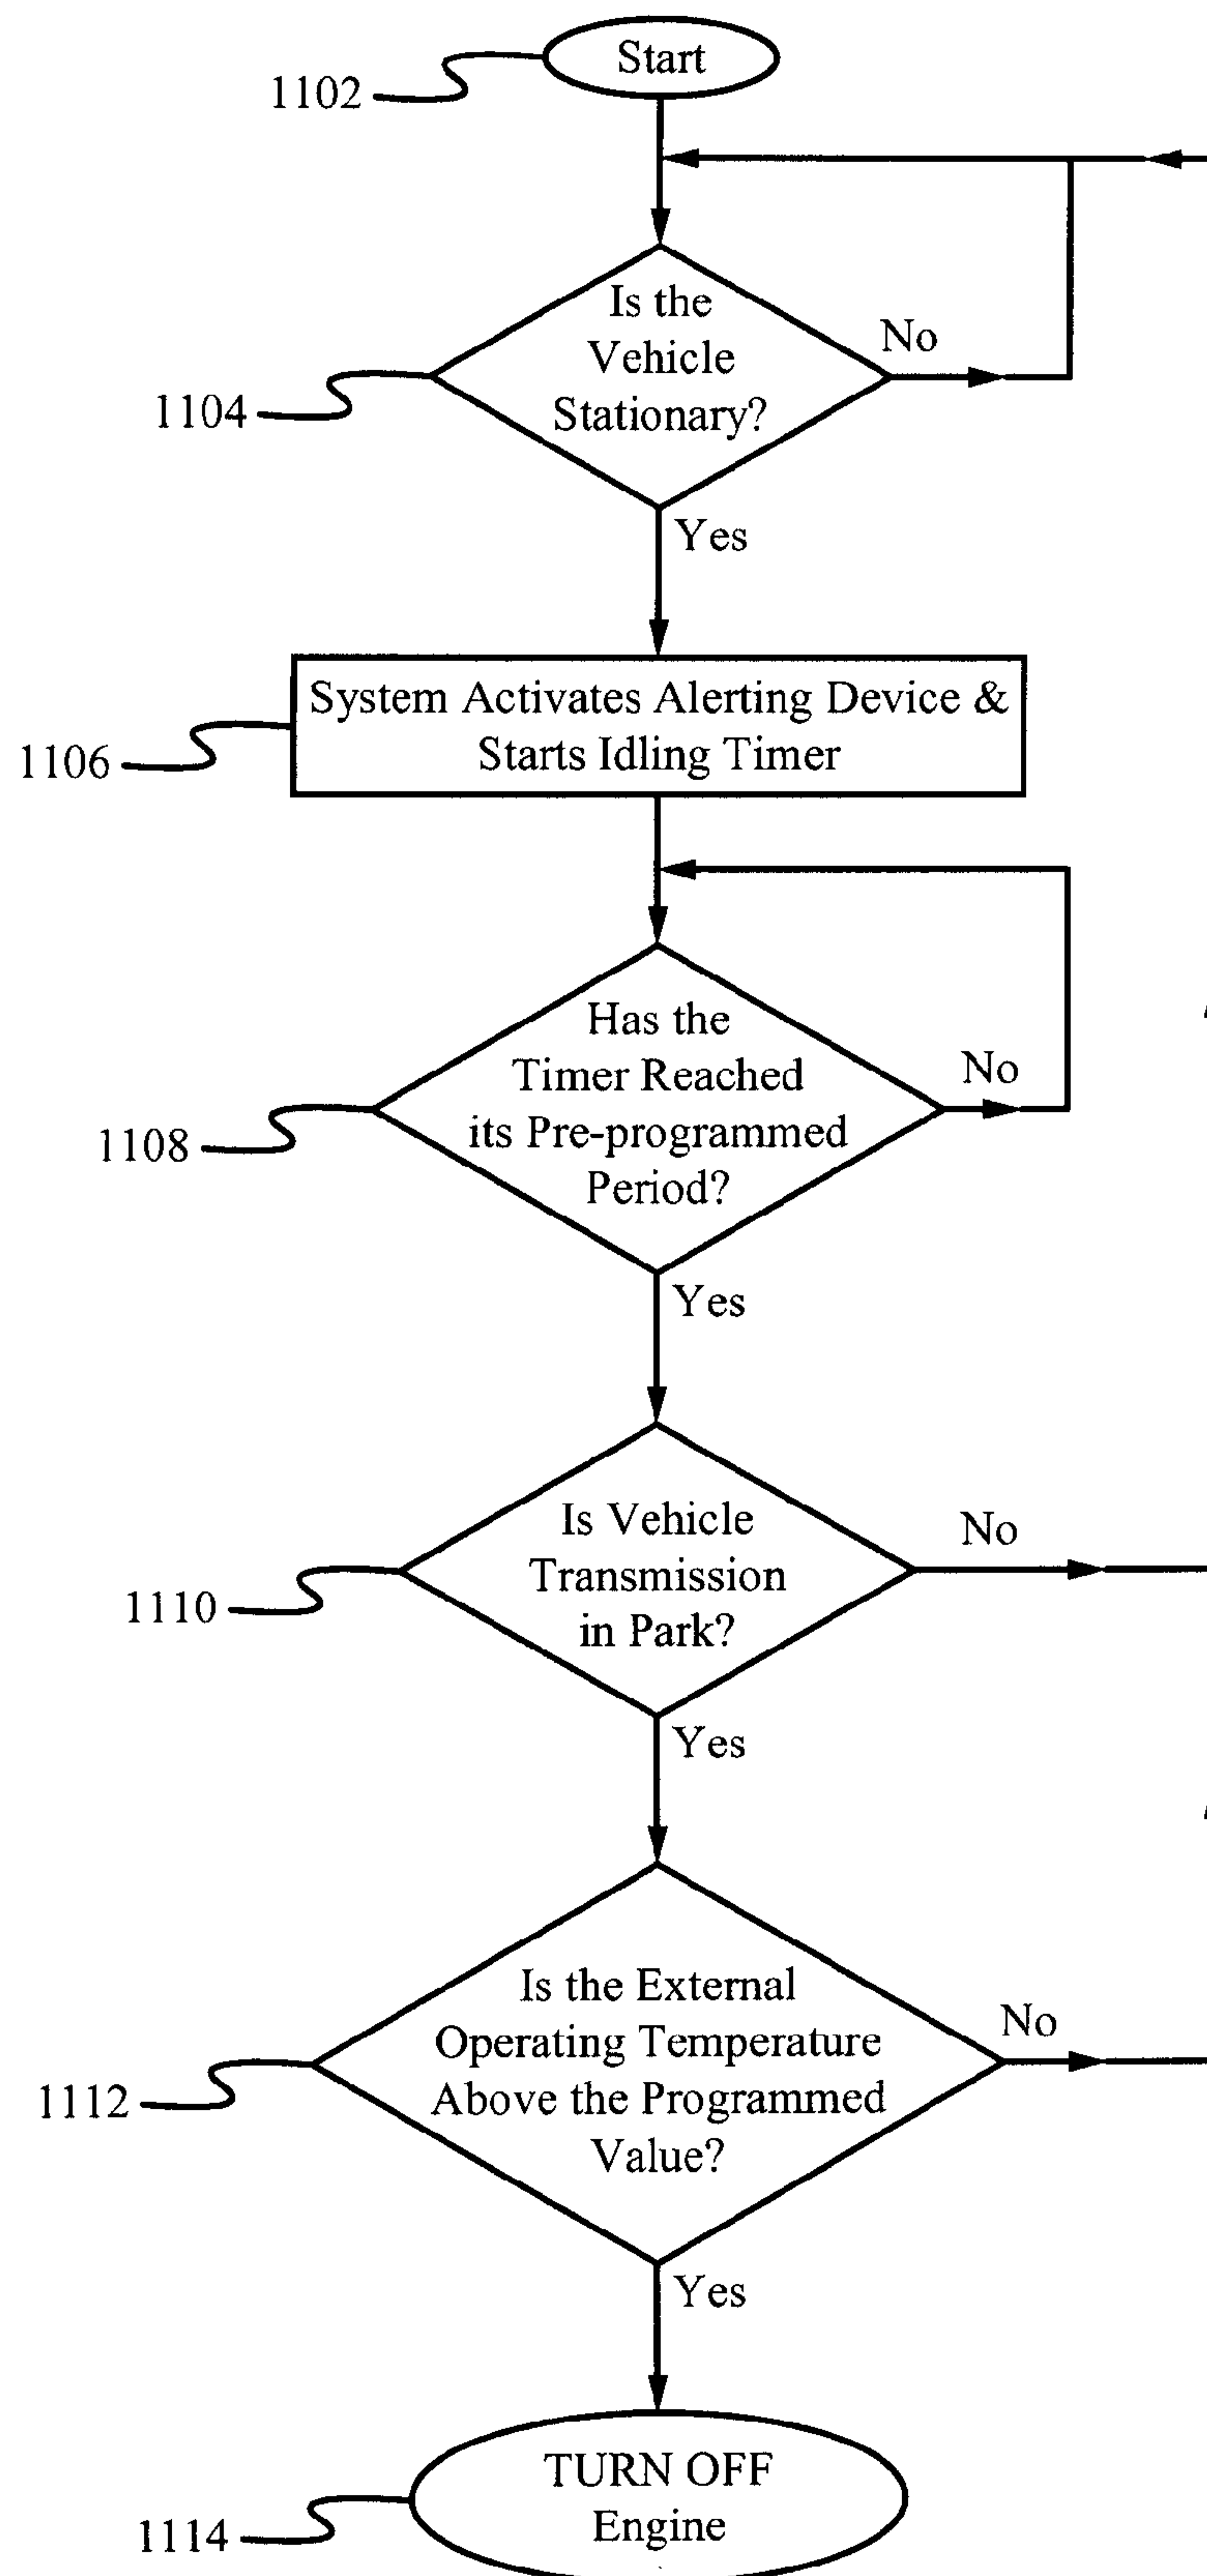 Start
1102
Is the
Vehicle
Stationary?
No
1104
Yes
System Activates Alerting Device &
Starts Idling Timer
1106
Has the
Timer Reached
its Pre-programmed
Period?
No
1108
Yes
Is Vehicle
Transmission
in Park?
No
1110
Yes
Is the External
Operating Temperature
Above the Programmed
Value?
No
1112
Yes
TURN OFF
Engine
1114